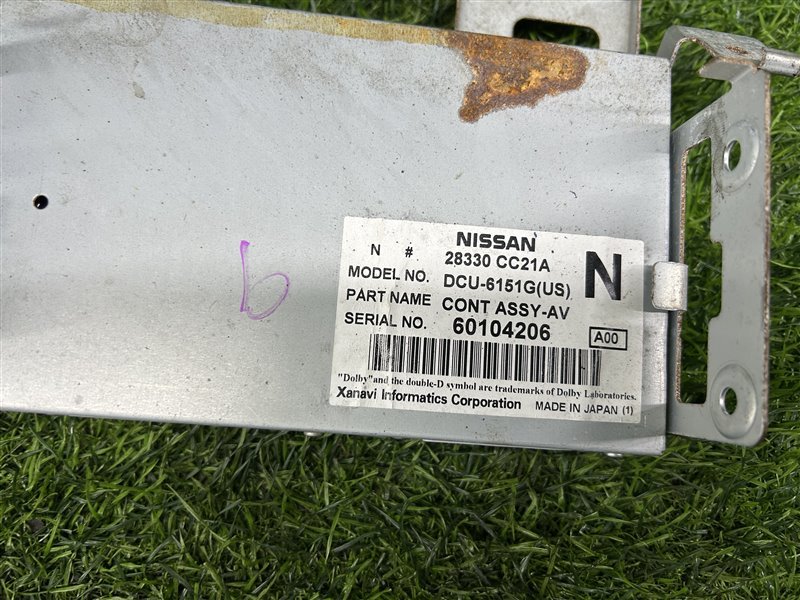 b
NISSAN
N # 28330 CC21A
N
MODEL NO. DCU-6151G(US)
PART NAME CONT ASSY-AV
SERIAL NO. 60104206
A00
"Dolby"and the double-D symbol are trademarks of Dolby Laboratories.
Xanavi Informatics Corporation MADE IN JAPAN (1)